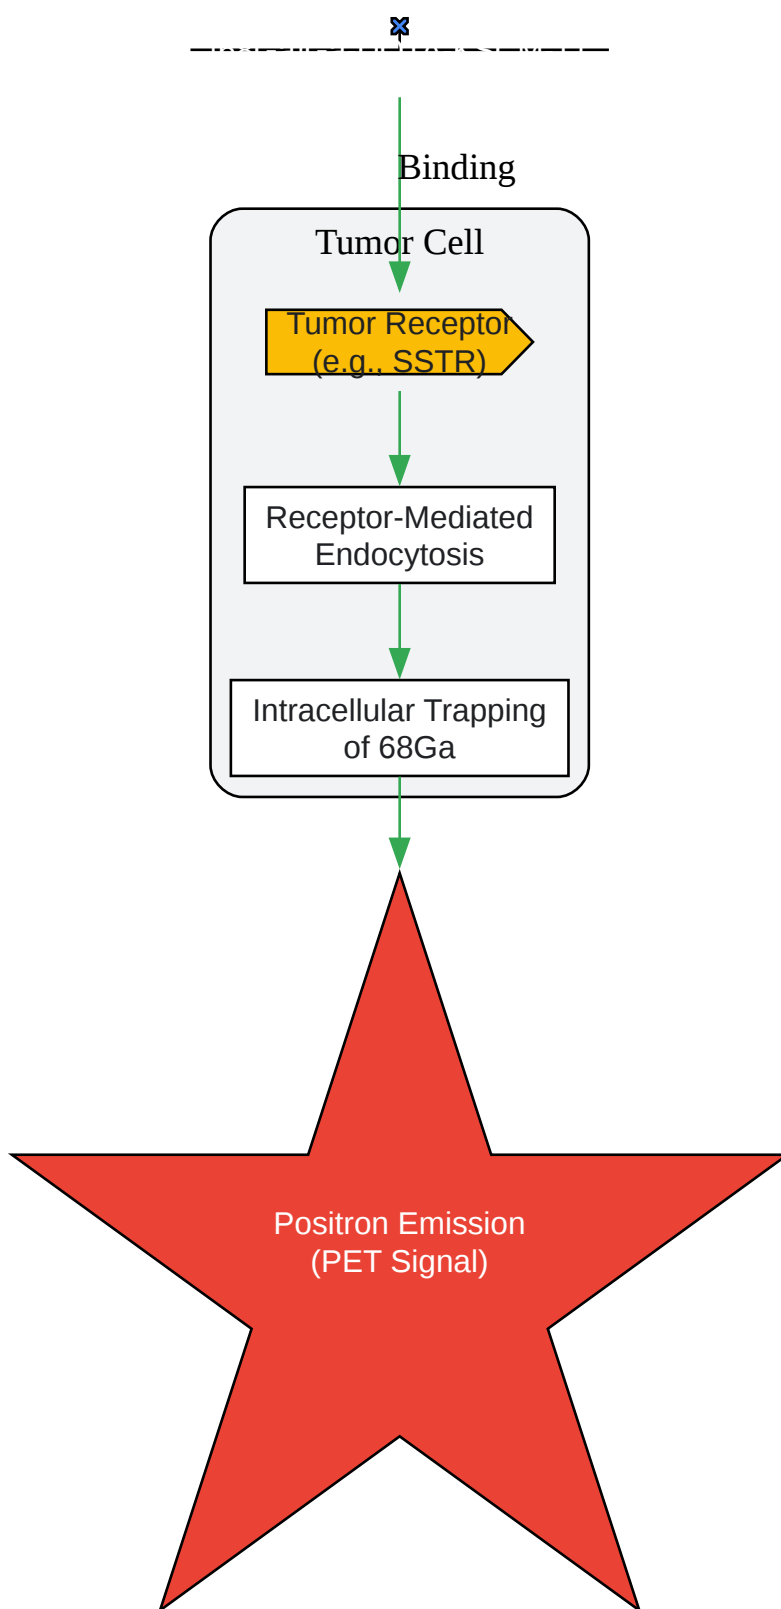 Binding
Tumor Cell
Tumor Receptor
(e.g., SSTR)
Receptor-Mediated
Endocytosis
Intracellular Trapping
of 68Ga
Positron Emission
(PET Signal)